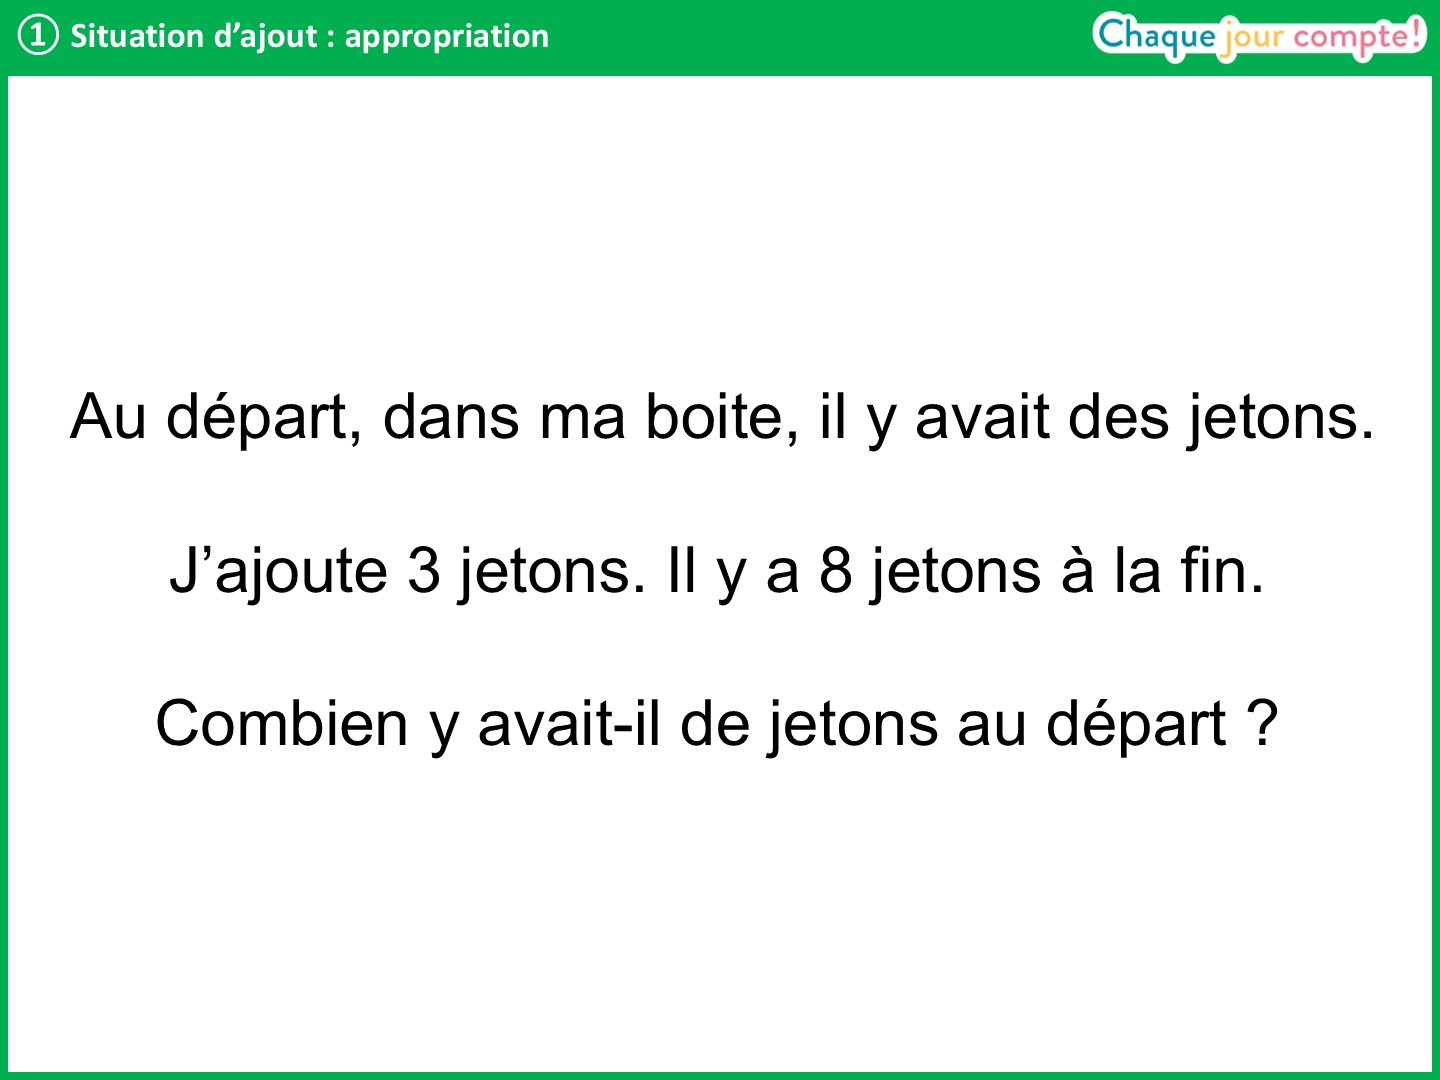 ① Situation d’ajout : appropriation
Chaque jour compte!
Au départ, dans ma boite, il y avait des jetons.
J’ajoute 3 jetons. Il y a 8 jetons à la fin.
Combien y avait-il de jetons au départ ?